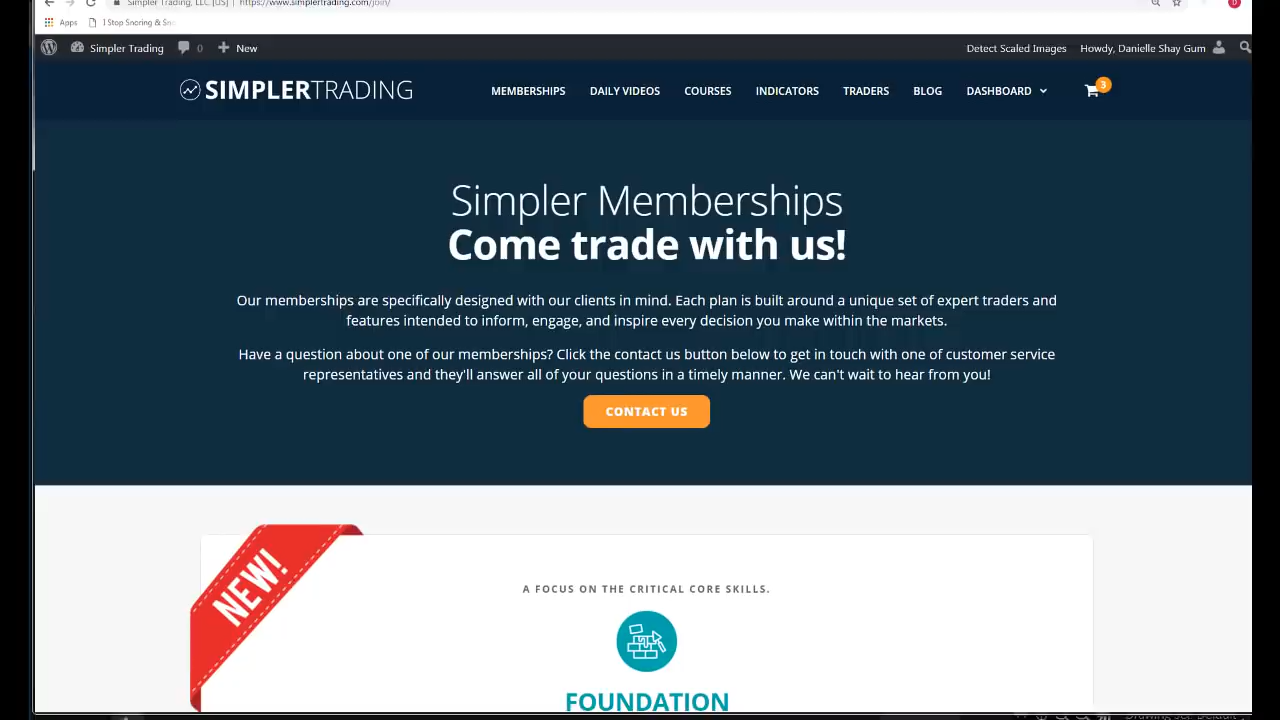 Simpler Trading, LLC [US] | https://www.simplertrading.com/join/
Apps I Stop Snoring & Sn
Simpler Trading 0 New Detect Scaled Images Howdy, Danielle Shay Gum
SIMPLERTRADING MEMBERSHIPS DAILY VIDEOS COURSES INDICATORS TRADERS BLOG DASHBOARD 3
Simpler Memberships
Come trade with us!
Our memberships are specifically designed with our clients in mind. Each plan is built around a unique set of expert traders and
features intended to inform, engage, and inspire every decision you make within the markets.
Have a question about one of our memberships? Click the contact us button below to get in touch with one of customer service
representatives and they'll answer all of your questions in a timely manner. We can't wait to hear from you!
CONTACT US
NEW!
A FOCUS ON THE CRITICAL CORE SKILLS.
FOUNDATION